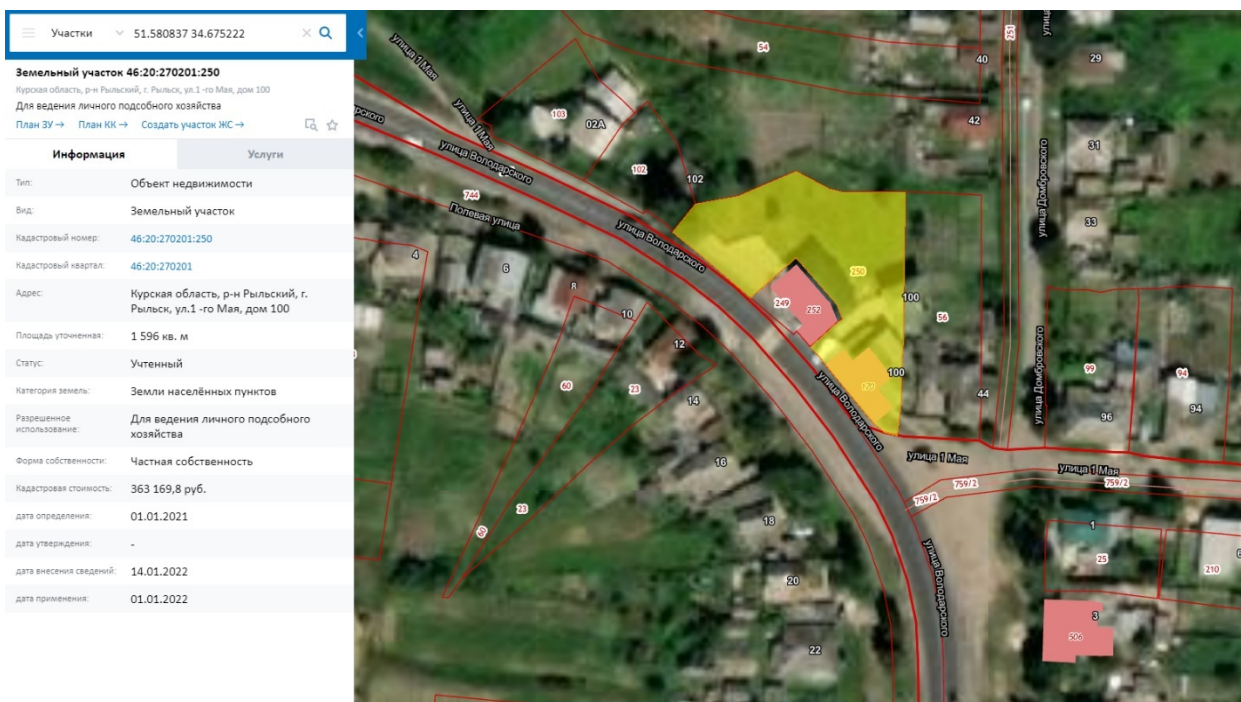 Участки
51.580837 34.675222
Земельный участок 46:20:270201:250
Курская область, р-н Рыльский, г. Рыльск, ул.1 -го Мая, дом 100
Для ведения личного подсобного хозяйства
План ЗУ → План КК → Создать участок ЖС →
Информация
Услуги
Тип: Объект недвижимости
Вид: Земельный участок
Кадастровый номер: 46:20:270201:250
Кадастровый квартал: 46:20:270201
Адрес: Курская область, р-н Рыльский, г.
Рыльск, ул.1 -го Мая, дом 100
Площадь уточненная: 1 596 кв. м
Статус: Учтенный
Категория земель: Земли населённых пунктов
Разрешенное
использование:
Для ведения личного подсобного
хозяйства
Форма собственности: Частная собственность
Кадастровая стоимость: 363 169,8 руб.
дата определения: 01.01.2021
дата утверждения: -
дата внесения сведений: 14.01.2022
дата применения: 01.01.2022
улица 1 Мая
54
251
40
29
улица 1 Мая
103
02А
42
31
улица Володарского
102
102
улица Домбровского
744
Полевая улица
улица Володарского
33
4
6
8
250
249
252
100
56
10
12
улица Домбровского
60
23
177
100
99
94
14
улица Володарского
44
96
94
16
улица 1 Мая
улица 1 Мая
759/2
759/2
759/2
23
60
18
1
улица Володарского
25
210
20
3
506
22